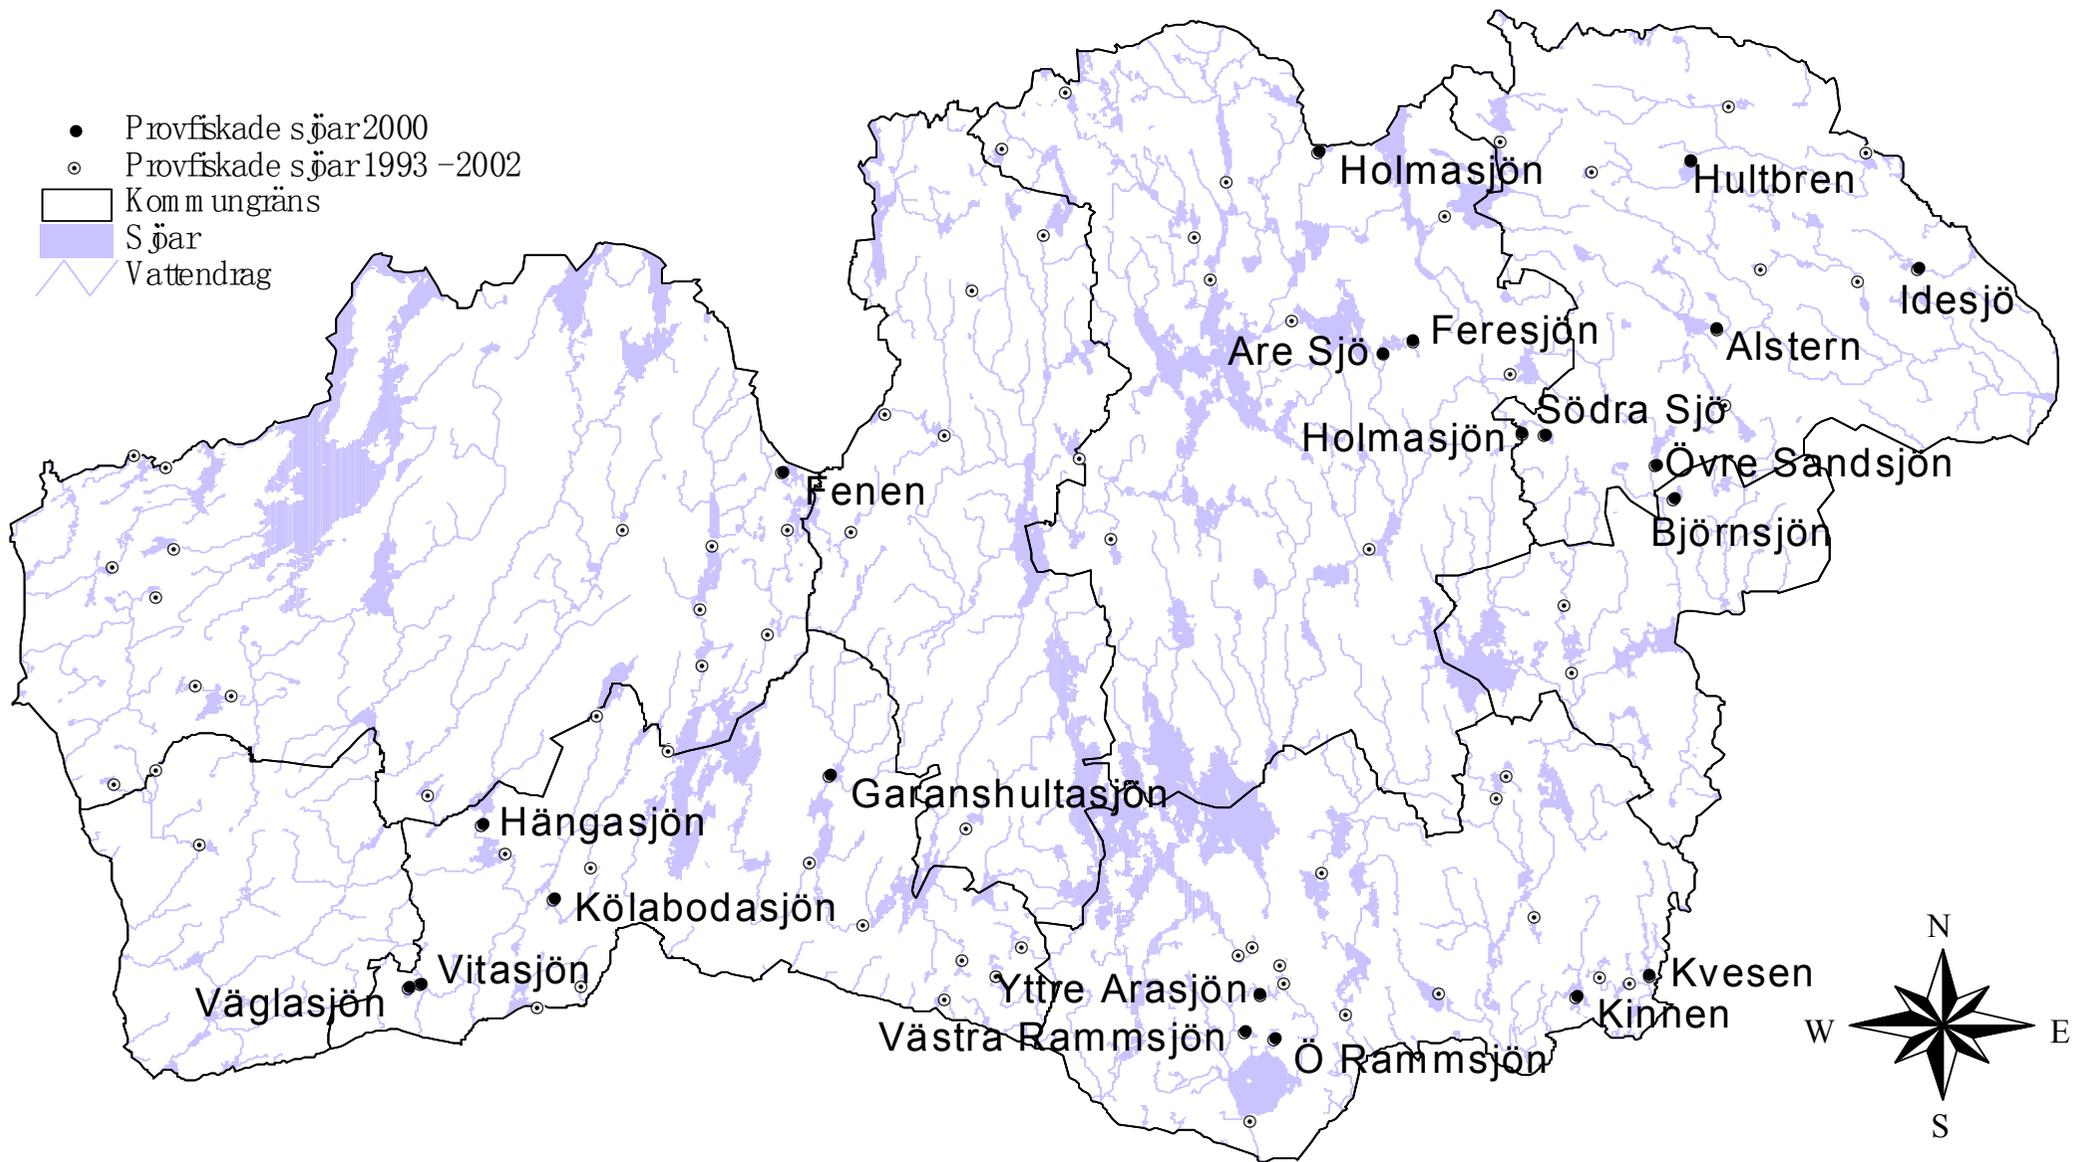 Provfiskade sjöar 2000
Provfiskade sjöar 1993-2002
Kommungräns
Sjöar
Vattendrag
Holmasjön
Hultbren
Idesjö
Feresjön
Are Sjö
Alstern
Södra Sjö
Holmasjön
Övre Sandsjön
Fenen
Björnsjön
Garanshultasjön
Hängasjön
Kölabodasjön
Vitasjön
Väglasjön
Yttre Arasjön
Kvesen
Kinnen
Västra Rammsjön
Ö Rammsjön
N
W
E
S